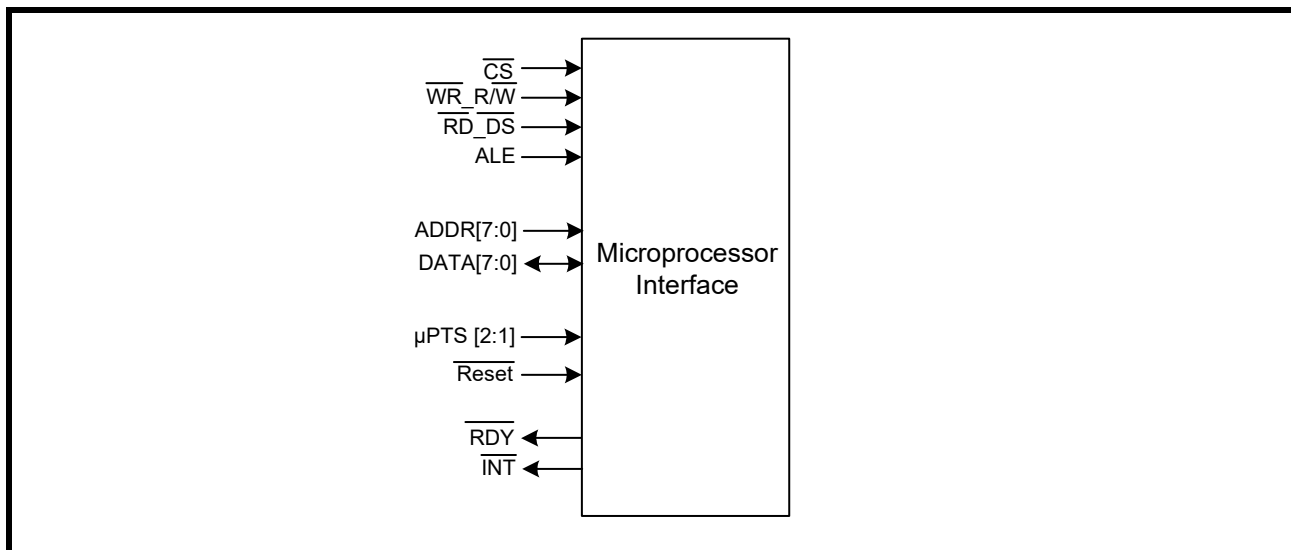 CS
WR_R/W
RD_DS
ALE
ADDR[7:0]
DATA[7:0]
Microprocessor
Interface
µPTS [2:1]
Reset
RDY
INT